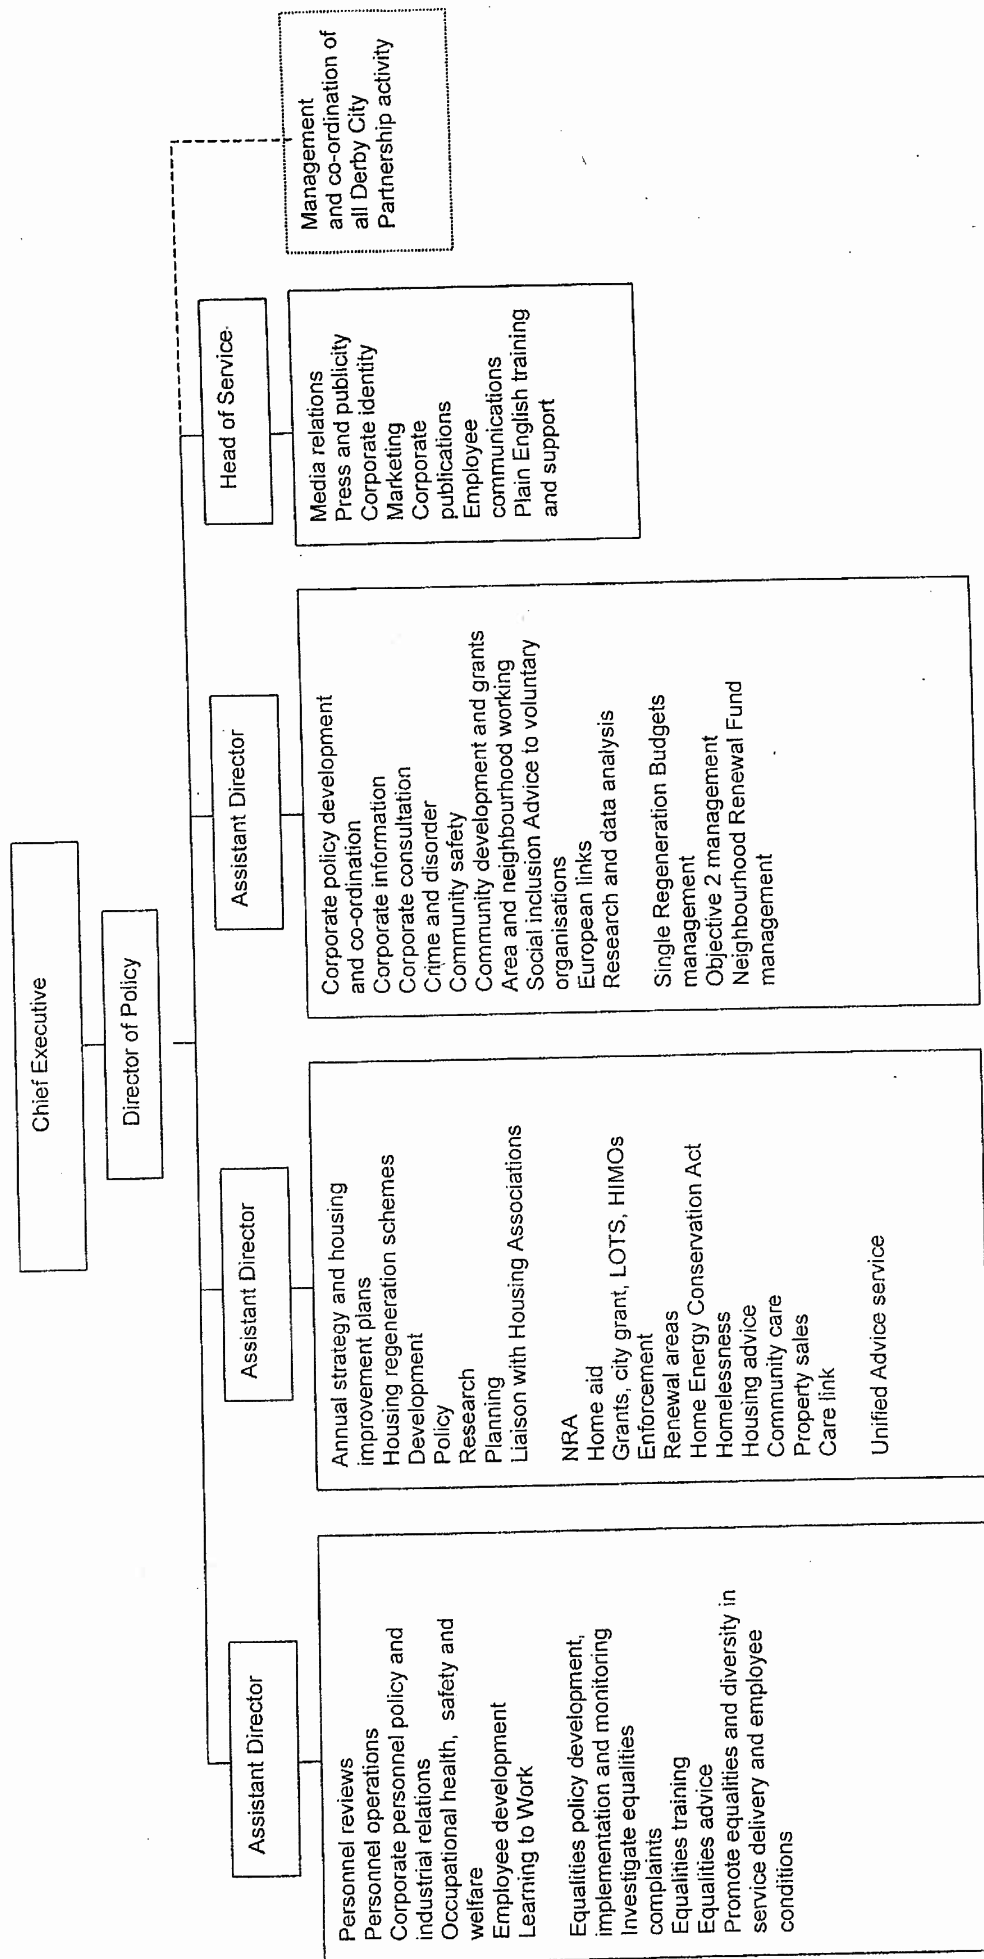 Chief Executive
Director of Policy
Assistant Director
Personnel reviews
Personnel operations
Corporate personnel policy and
industrial relations
Occupational health, safety and
welfare
Employee development
Learning to Work
Equalities policy development,
implementation and monitoring
Investigate equalities
complaints
Equalities training
Equalities advice
Promote equalities and diversity in
service delivery and employee
conditions
Assistant Director
Annual strategy and housing
improvement plans
Housing regeneration schemes
Development
Policy
Research
Planning
Liaison with Housing Associations
NRA
Home aid
Grants, city grant, LOTS, HIMOs
Enforcement
Renewal areas
Home Energy Conservation Act
Homelessness
Housing advice
Community care
Property sales
Care link
Unified Advice service
Assistant Director
Corporate policy development
and co-ordination
Corporate information
Corporate consultation
Crime and disorder
Community safety
Community development and grants
Area and neighbourhood working
Social inclusion Advice to voluntary
organisations
European links
Research and data analysis
Single Regeneration Budgets
management
Objective 2 management
Neighbourhood Renewal Fund
management
Head of Service
Media relations
Press and publicity
Corporate identity
Marketing
Corporate
publications
Employee
communications
Plain English training
and support
Management
and co-ordination of
all Derby City
Partnership activity